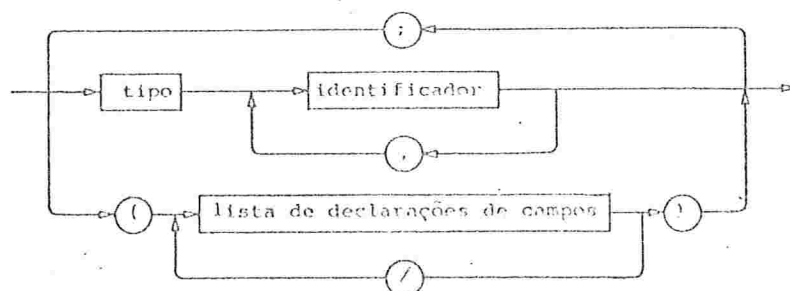 ;
tipo
identificador
,
(
lista de declarações de campos
)
/